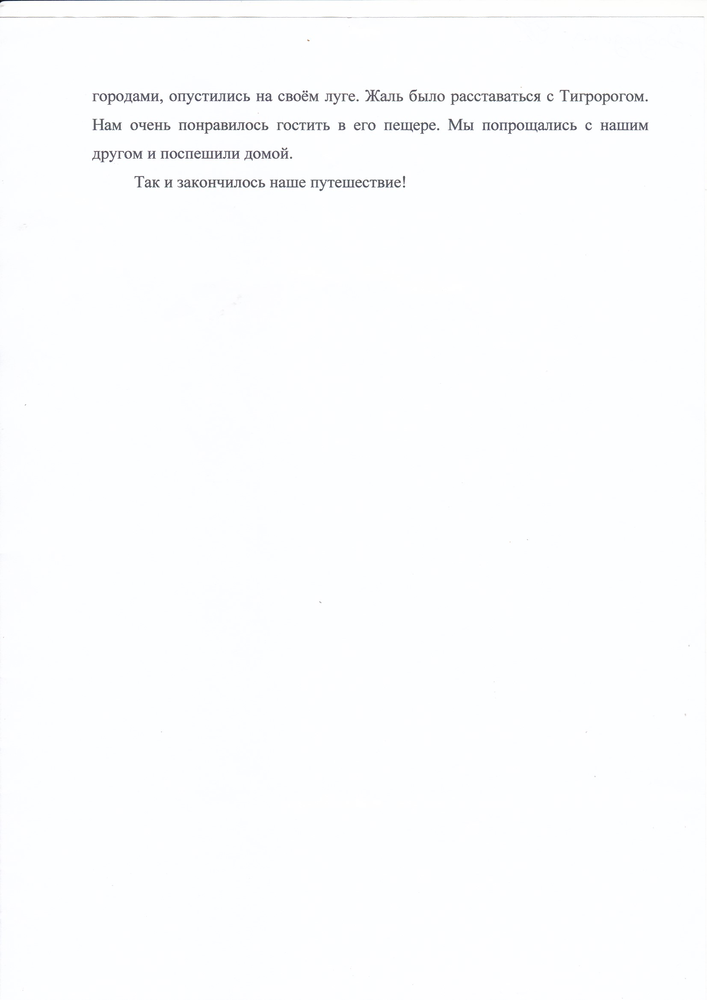 городами, опустились на своём луге. Жаль было расставаться с Тигророгом.
Нам очень понравилось гостить в его пещере. Мы попрощались с нашим
другом и поспешили домой.
Так и закончилось наше путешествие!